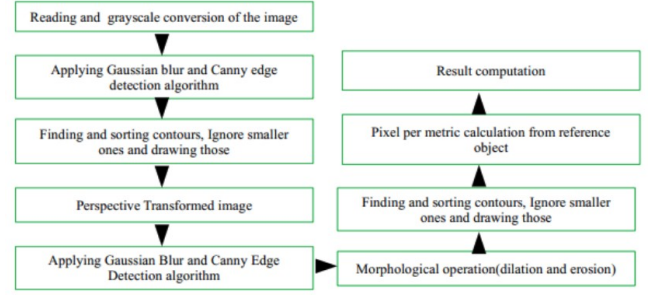 Reading and grayscale conversion of the image
Applying Gaussian blur and Canny edge
detection algorithm
Finding and sorting contours, Ignore smaller
ones and drawing those
Perspective Transformed image
Applying Gaussian Blur and Canny Edge
Detection algorithm
Morphological operation(dilation and erosion)
Finding and sorting contours, Ignore smaller
ones and drawing those
Pixel per metric calculation from reference
object
Result computation